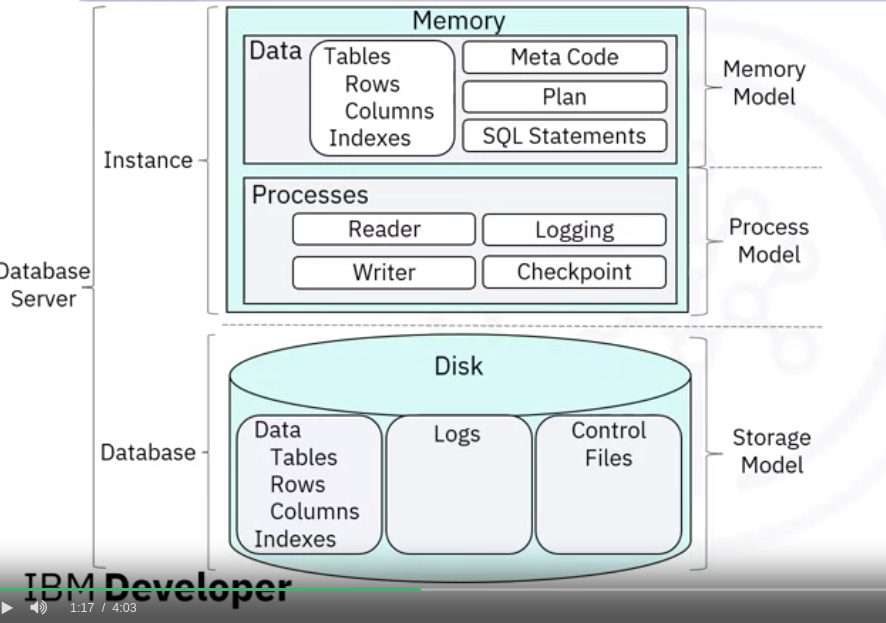 Memory
Data
Tables
Rows
Columns
Indexes
Meta Code
Plan
SQL Statements
Memory
Model
Instance
Processes
Reader
Logging
Writer
Checkpoint
Process
Model
Database
Server
Disk
Database
Data
Tables
Rows
Columns
Indexes
Logs
Control
Files
Storage
Model
IBM Developer
1:17 / 4:03